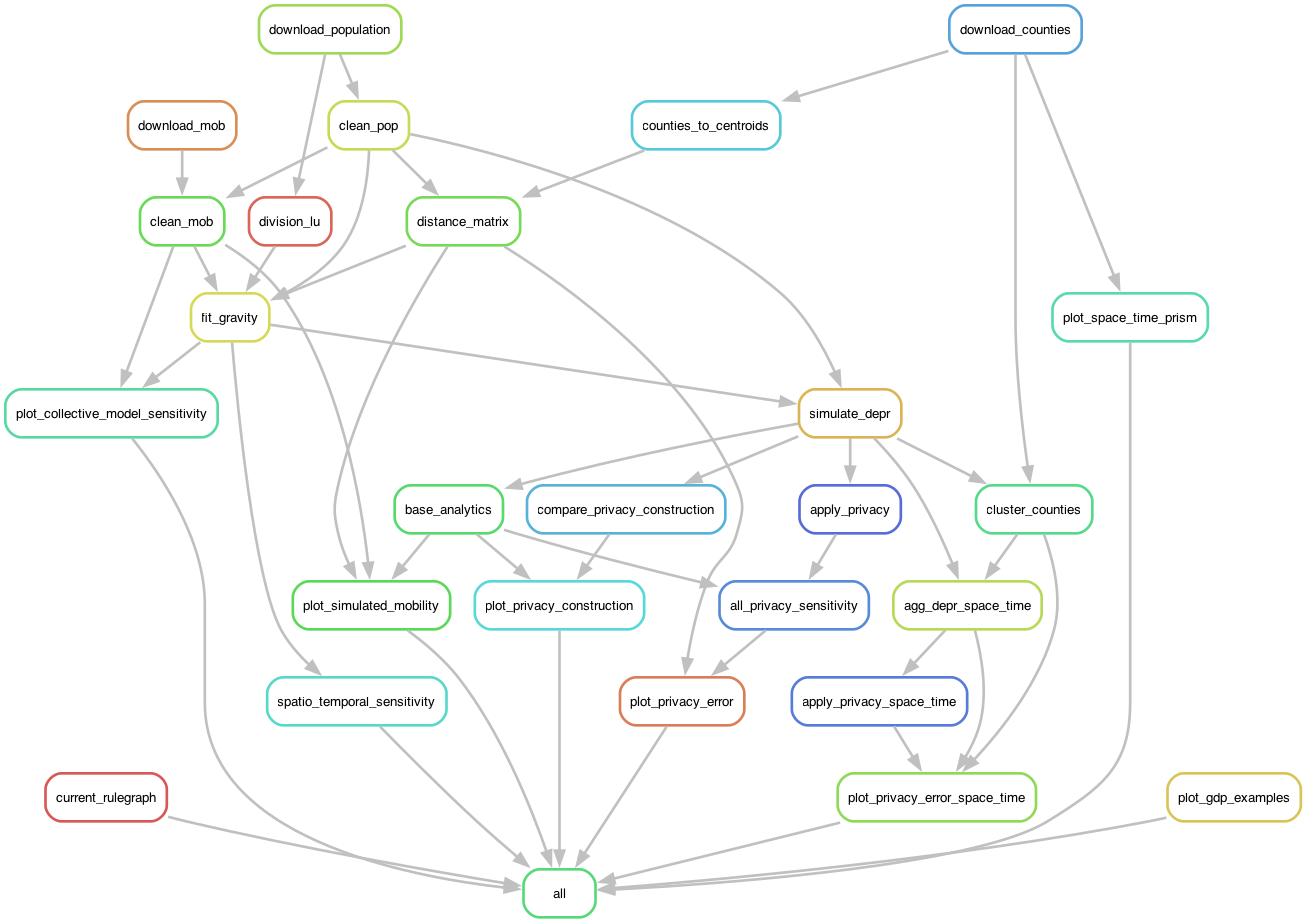 download_population
download_counties
download_mob
clean_pop
counties_to_centroids
clean_mob
division_lu
distance_matrix
fit_gravity
plot_space_time_prism
plot_collective_model_sensitivity
simulate_depr
base_analytics
compare_privacy_construction
apply_privacy
cluster_counties
plot_simulated_mobility
plot_privacy_construction
all_privacy_sensitivity
agg_depr_space_time
spatio_temporal_sensitivity
plot_privacy_error
apply_privacy_space_time
current_rulegraph
plot_privacy_error_space_time
plot_gdp_examples
all